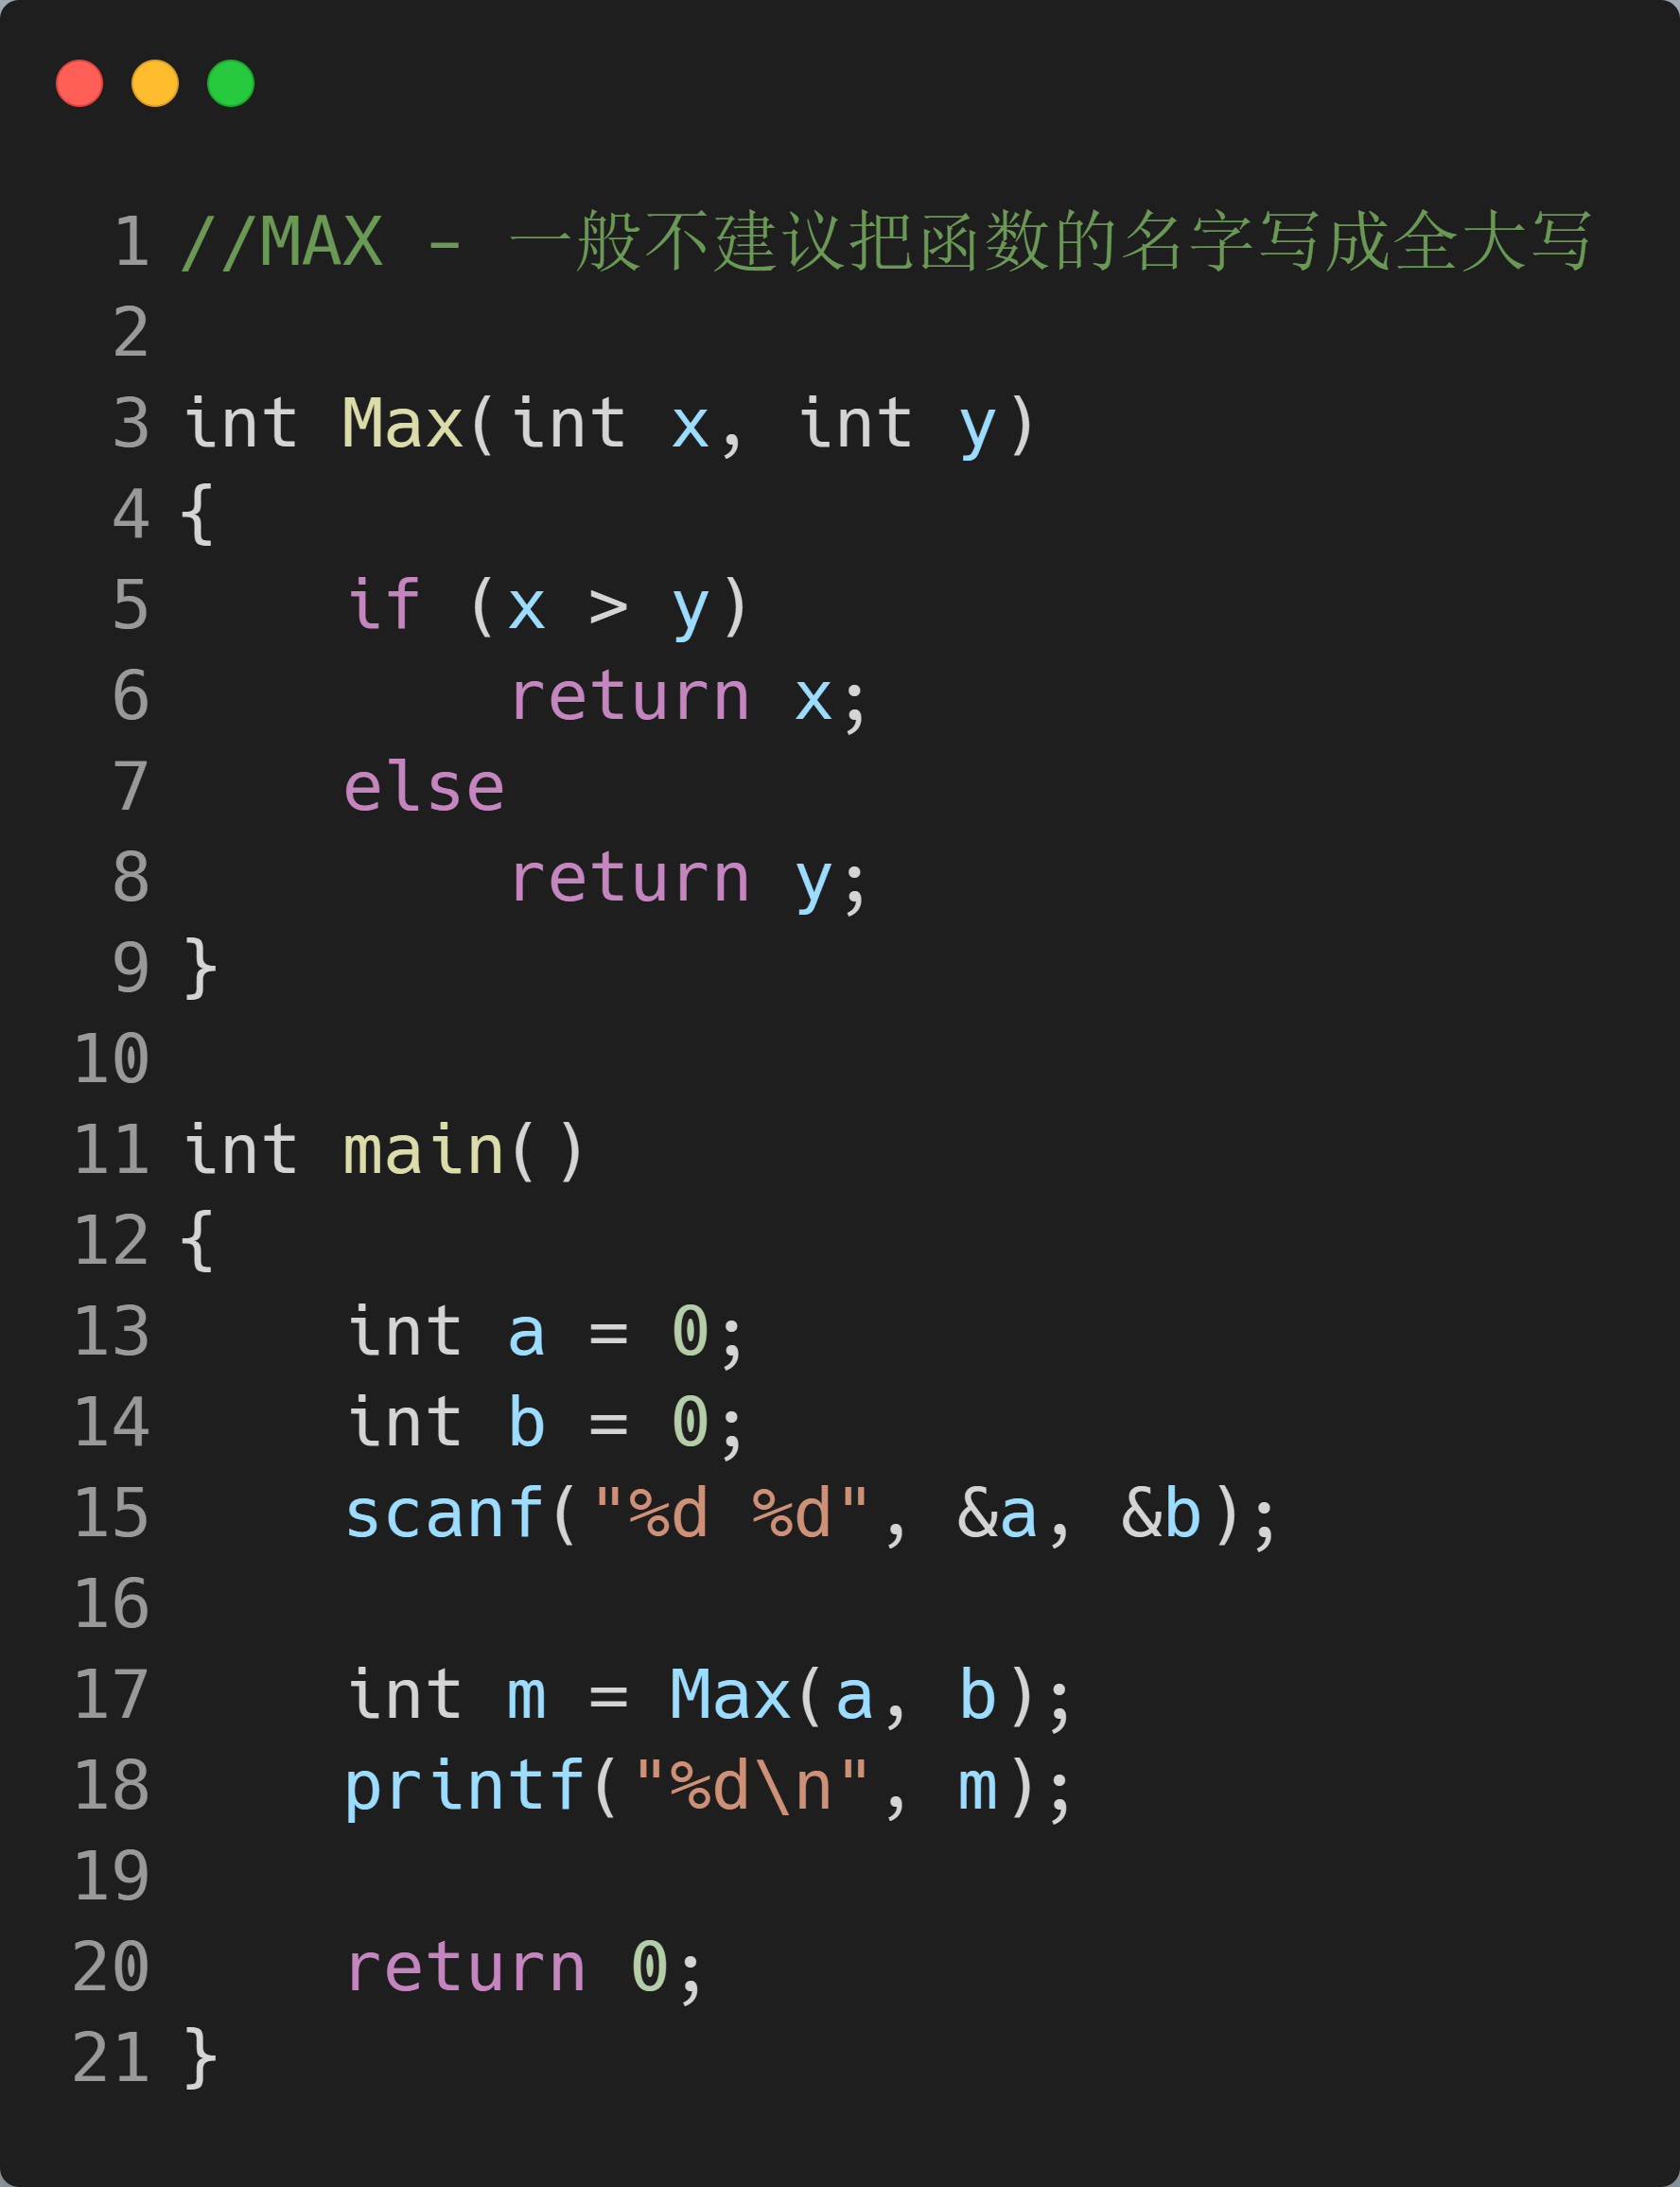 1 //MAX - 一般不建议把函数的名字写成全大写
2
3 int Max(int x, int y)
4 {
5     if (x > y)
6         return x;
7     else
8         return y;
9 }
10
11 int main()
12 {
13     int a = 0;
14     int b = 0;
15     scanf("%d %d", &a, &b);
16
17     int m = Max(a, b);
18     printf("%d\n", m);
19
20     return 0;
21 }